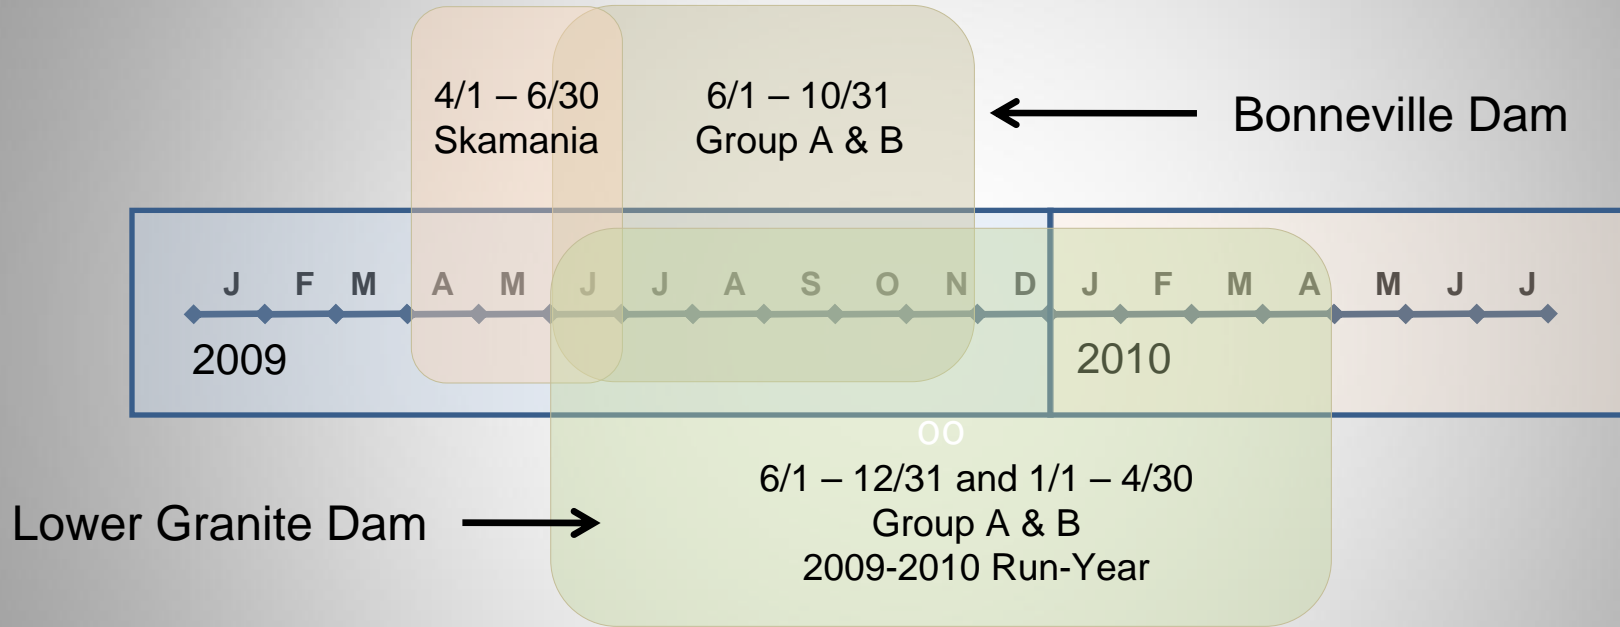 4/1 – 6/30
Skamania
6/1 – 10/31
Group A & B
Bonneville Dam
J F M A M J J A S O N D J F M A M J J
2009
2010
oo
6/1 – 12/31 and 1/1 – 4/30
Group A & B
2009-2010 Run-Year
Lower Granite Dam